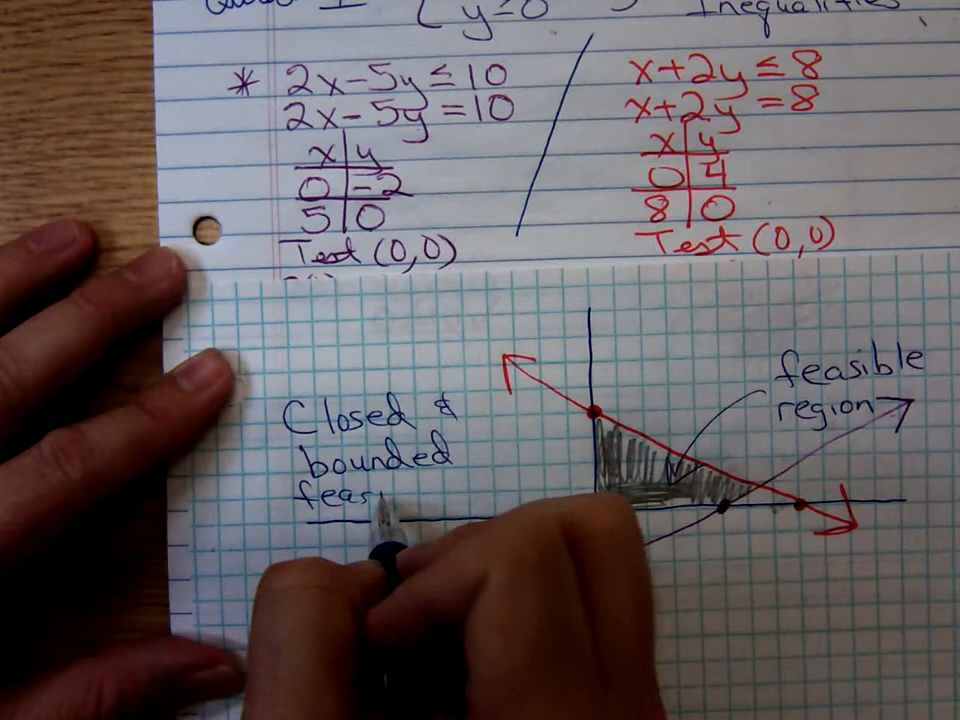 y≥0 Inequalities
* 2x-5y ≤ 10
2x-5y = 10
x | y
0 | -2
5 | 0
Test (0,0)
x+2y ≤ 8
x+2y = 8
x | y
0 | 4
8 | 0
Test (0,0)
feasible
region
Closed &
bounded
feasi